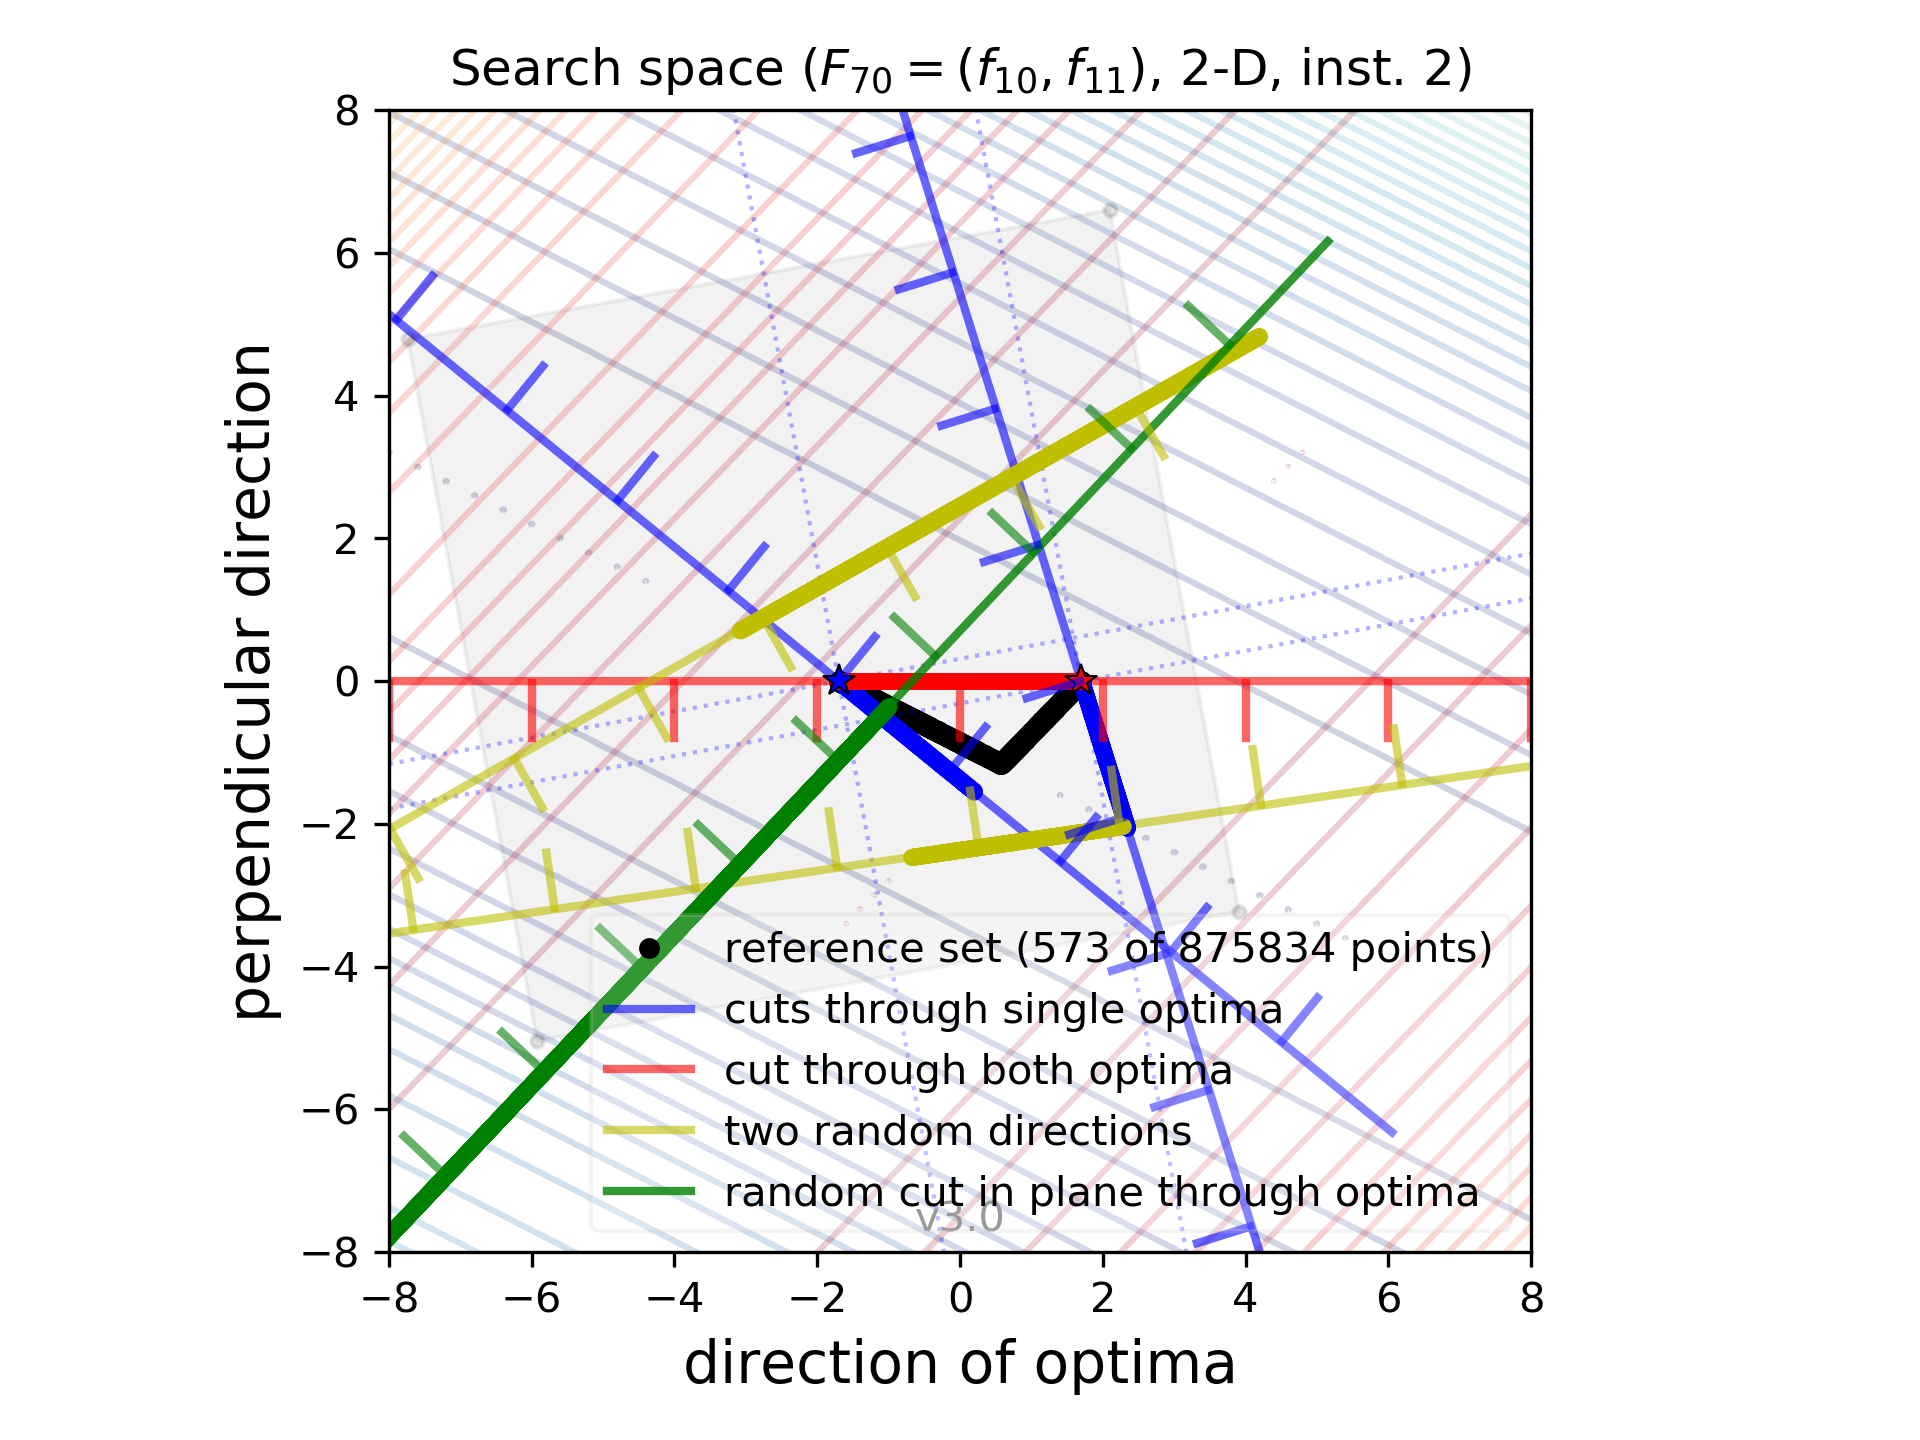 Search space (F70 = (f10, f11), 2-D, inst. 2)
perpendicular direction
8
6
4
2
0
−2
−4
−6
−8
reference set (573 of 875834 points)
cuts through single optima
cut through both optima
two random directions
random cut in plane through optima
v3.0
−8 −6 −4 −2 0 2 4 6 8
direction of optima